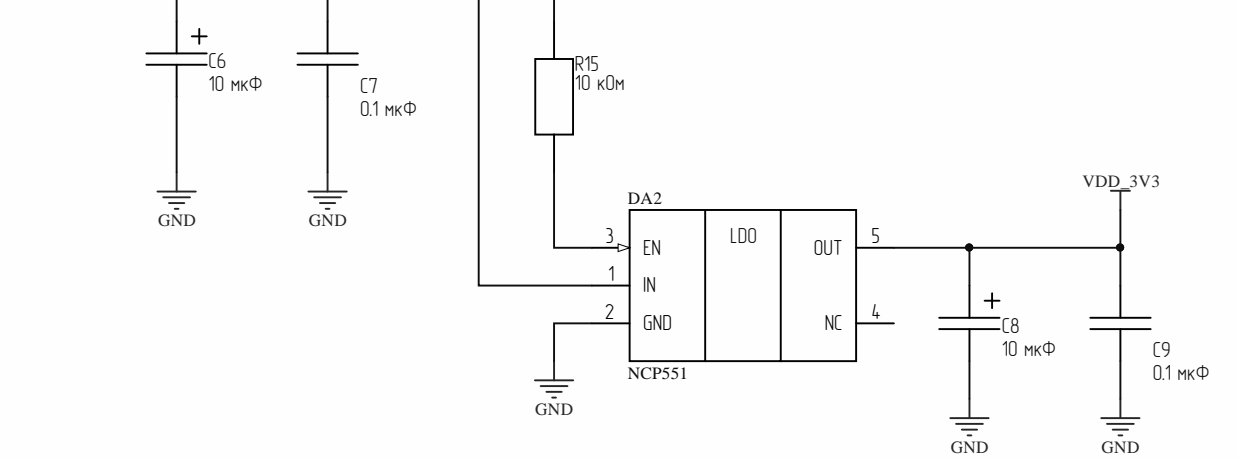 +
C6
10 мкФ
C7
0.1 мкФ
GND
GND
R15
10 кОм
DA2
3
EN
1
IN
2
GND
LDO
OUT
5
NC
4
NCP551
GND
VDD_3V3
+
C8
10 мкФ
C9
0.1 мкФ
GND
GND